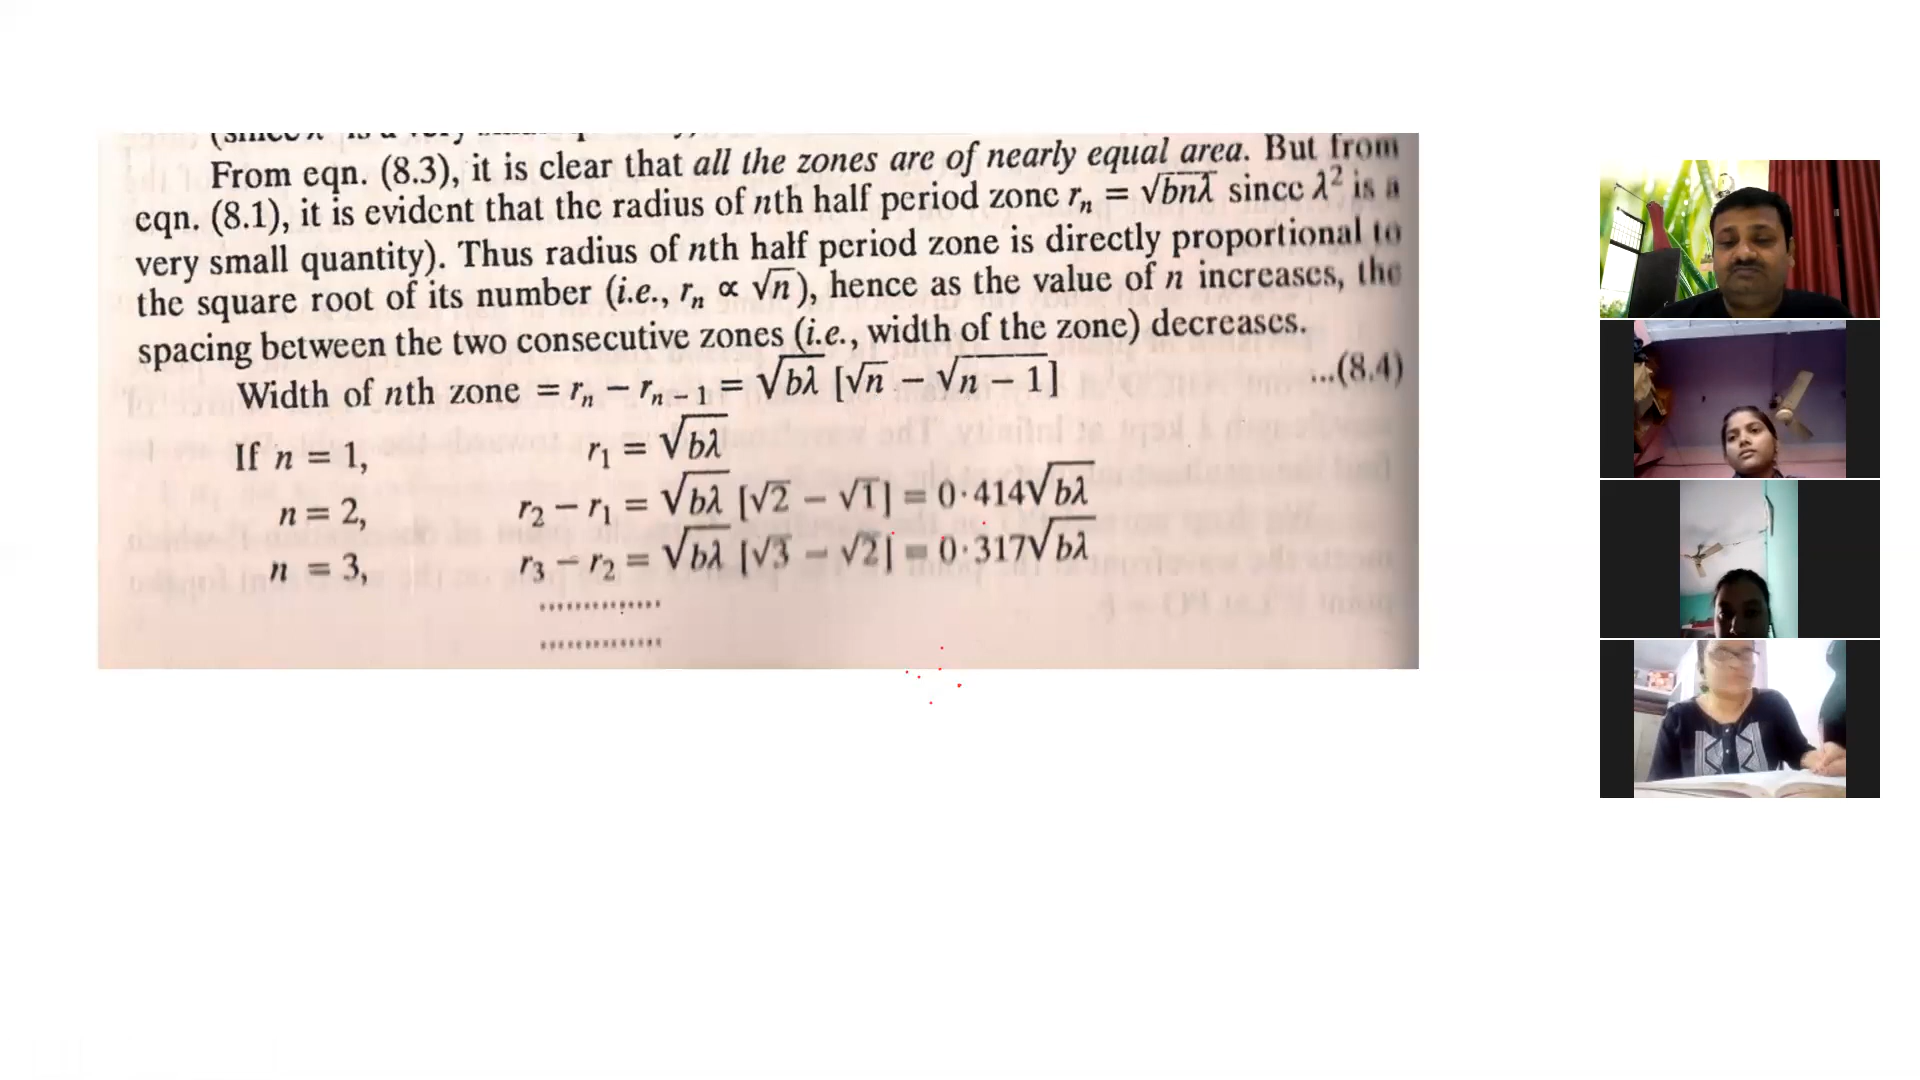 From eqn. (8.3), it is clear that all the zones are of nearly equal area. But from
eqn. (8.1), it is evident that the radius of nth half period zone rₙ = √bnλ since λ² is a
very small quantity). Thus radius of nth half period zone is directly proportional to
the square root of its number (i.e., rₙ ∝ √n), hence as the value of n increases, the
spacing between the two consecutive zones (i.e., width of the zone) decreases.
Width of nth zone = rₙ − rₙ₋₁ = √bλ [√n − √n − 1] ...(8.4)
If n = 1, r₁ = √bλ
n = 2, r₂ − r₁ = √bλ [√2 − √1] = 0·414√bλ
n = 3, r₃ − r₂ = √bλ [√3 − √2] = 0·317√bλ
..............
..............